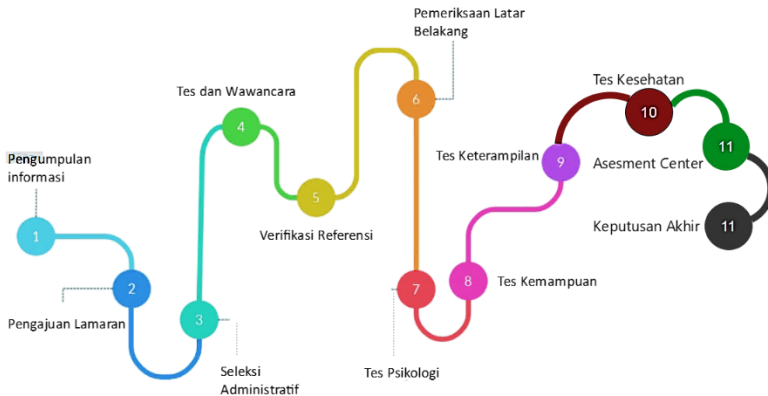 1
Pengumpulan
informasi
2
Pengajuan Lamaran
3
Seleksi
Administratif
4
Tes dan Wawancara
5
Verifikasi Referensi
6
Pemeriksaan Latar
Belakang
7
Tes Psikologi
8
Tes Kemampuan
9
Tes Keterampilan
10
Tes Kesehatan
11
Asesment Center
11
Keputusan Akhir